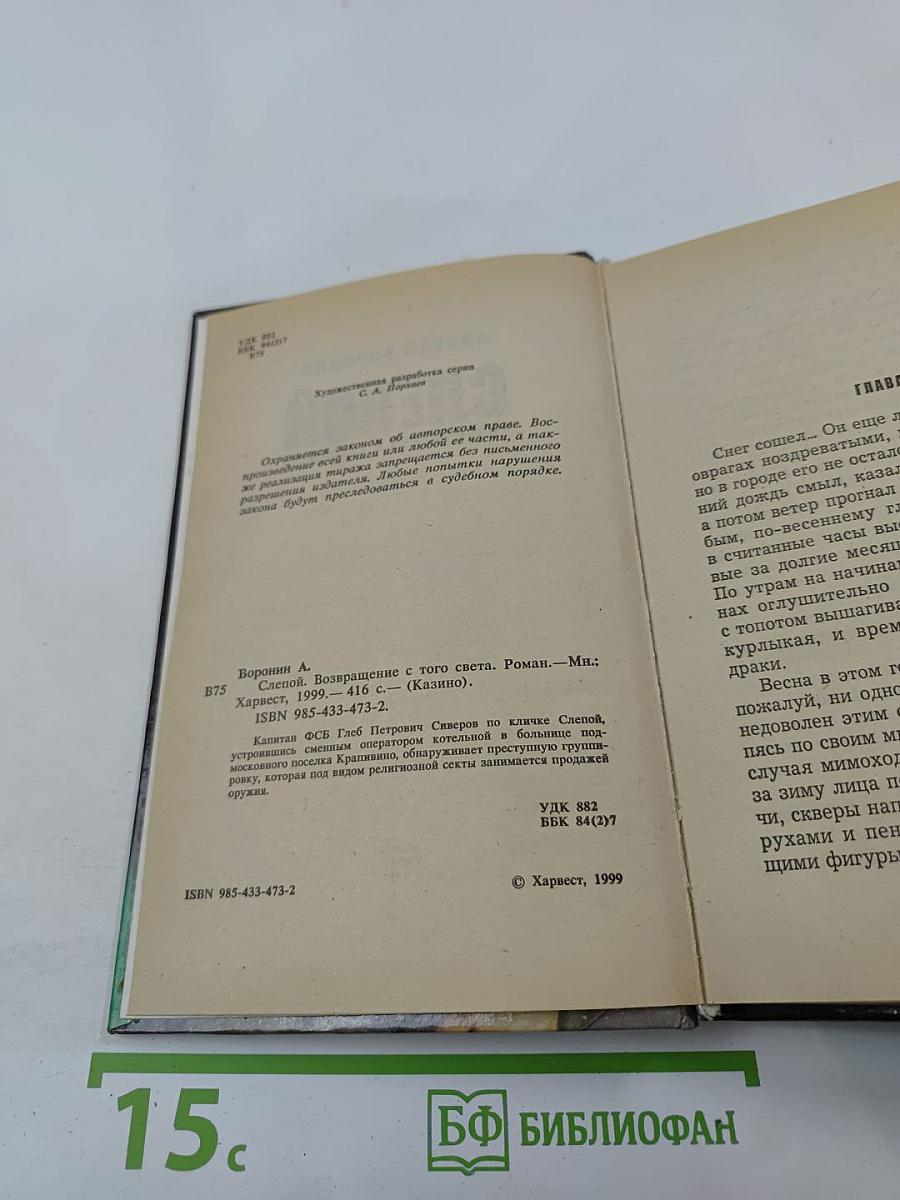 УДК 882
ББК 84(2)7
В75
Художественная разработка серии
С. А. Порхаев
Охраняется законом об авторском праве. Вос-
произведение всей книги или любой ее части, а так-
же реализация тиража запрещается без письменного
разрешения издателя. Любые попытки нарушения
закона будут преследоваться в судебном порядке.
Воронин А.
В75 Слепой. Возвращение с того света. Роман.—Мн.:
Харвест, 1999.— 416 с.— (Казино).
ISBN 985-433-473-2.
Капитан ФСБ Глеб Петрович Сиверов по кличке Слепой,
устроившись сменным оператором котельной в больнице под-
московного поселка Крапивино, обнаруживает преступную группи-
ровку, которая под видом религиозной секты занимается продажей
оружия.
УДК 882
ББК 84(2)7
ISBN 985-433-473-2
© Харвест, 1999
ГЛАВА
Снег сошел... Он еще л
оврагах ноздреватыми,
но в городе его не остало
ний дождь смыл, казал
а потом ветер прогнал
бым, по-весеннему гл
в считанные часы выс
вые за долгие месяц
По утрам на начина
нах оглушительно
с топотом вышагива
курлыкая, и врем
драки.
Весна в этом го
пожалуй, ни одно
недоволен этим с
пясь по своим м
случая мимоход
за зиму лица по
чи, скверы нап
рухами и пен
щими фигуры
15 с
БФ БИБЛИОФАН